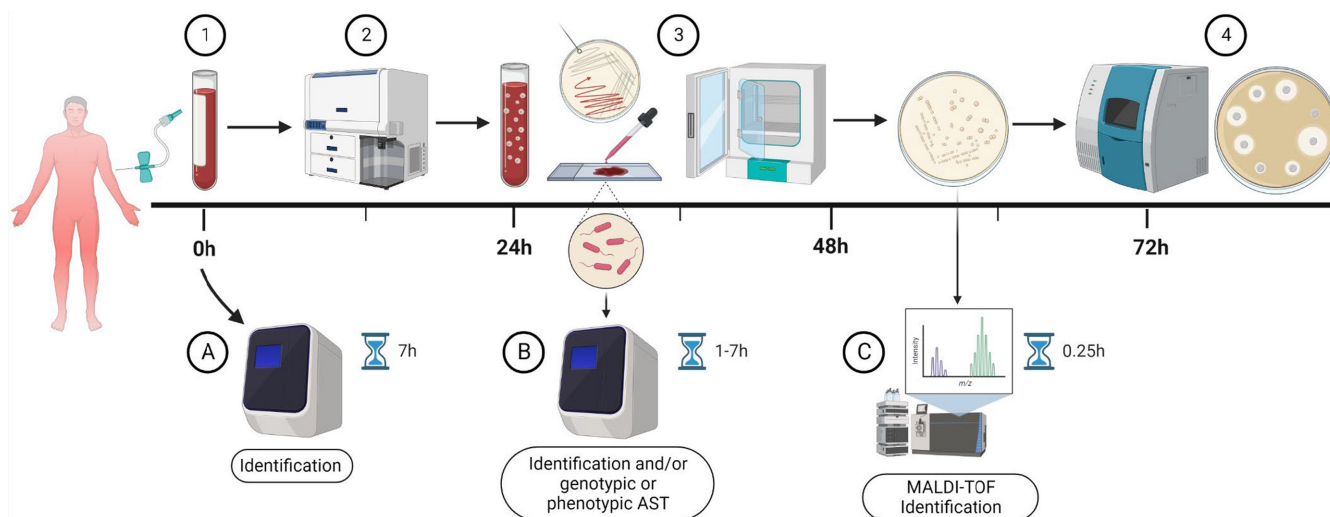 1
2
3
4
0h
24h
48h
72h
A
7h
Identification
B
1-7h
Identification and/or
genotypic or
phenotypic AST
C
Intensity
m/z
0.25h
MALDI-TOF
Identification